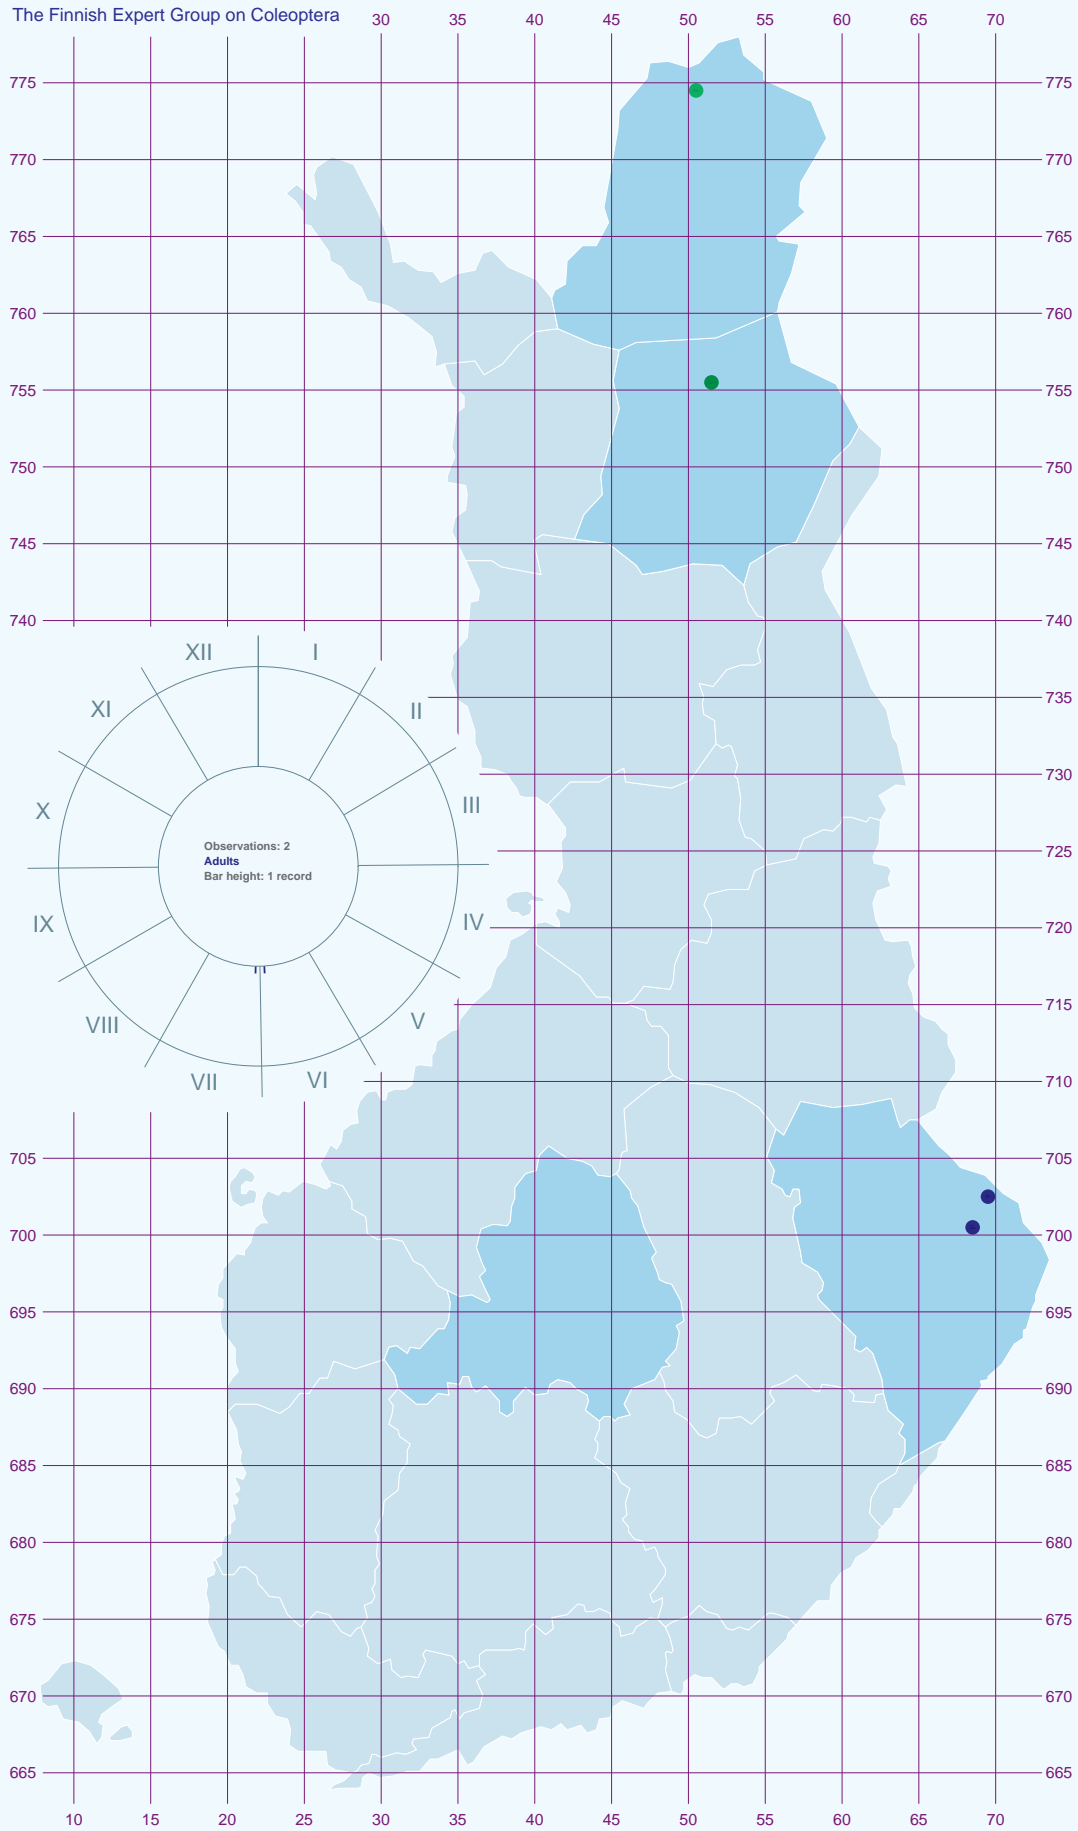 The Finnish Expert Group on Coleoptera
30 35 40 45 50 55 60 65 70
775 775
770 770
765 765
760 760
755 755
750 750
745 745
740 740
XII I
XI II
735 735
730
X III
Observations: 2
Adults
Bar height: 1 record
725
IX IV
720
VIII V
715
VII VI
710
705 705
700 700
695 695
690 690
685 685
680 680
675 675
670 670
665 665
10 15 20 25 30 35 40 45 50 55 60 65 70